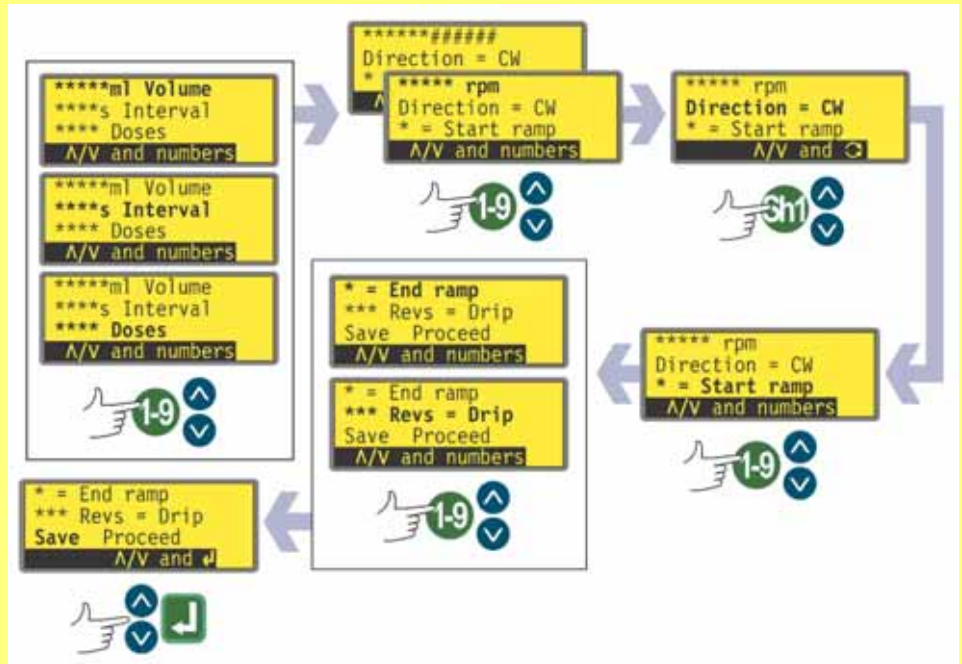 *****ml Volume
****s Interval
**** Doses
∧/∨ and numbers
*****ml Volume
****s Interval
**** Doses
∧/∨ and numbers
*****ml Volume
****s Interval
**** Doses
∧/∨ and numbers
1-9
******######
Direction = CW
*
***** rpm
Direction = CW
* = Start ramp
∧/∨ and numbers
1-9
***** rpm
Direction = CW
* = Start ramp
∧/∨ and
Sh1
***** rpm
Direction = CW
* = Start ramp
∧/∨ and numbers
1-9
* = End ramp
*** Revs = Drip
Save Proceed
∧/∨ and numbers
* = End ramp
*** Revs = Drip
Save Proceed
∧/∨ and numbers
1-9
* = End ramp
*** Revs = Drip
Save Proceed
∧/∨ and ↲